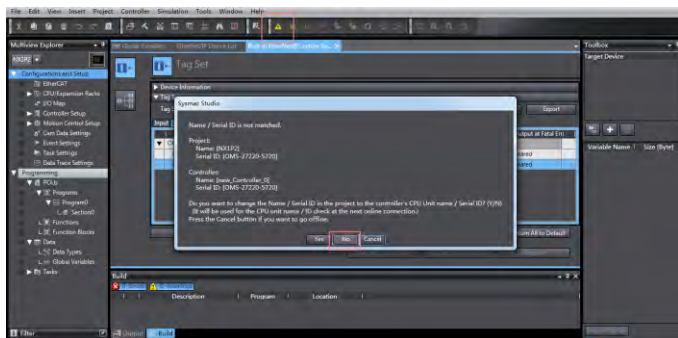 File Edit View Insert Project Controller Simulation Tools Window Help
Multiview Explorer
Configurations and Setup
EtherCAT
CPU/Expansion Racks
I/O Map
Controller Setup
Motion Control Setup
Cam Data Settings
Event Settings
Task Settings
Data Trace Settings
Programming
POUs
Programs
Program0
Section0
Functions
Function Blocks
Data
Data Types
Global Variables
Tasks
Filter
Tag Set
Device Information
Export
Input
Output at Fatal Err
Sysmac Studio
Name / Serial ID is not matched.
Project:
Name: [NX1P2]
Serial ID: [OMS-27220-5720]
Controller:
Name: [new_Controller_0]
Serial ID: [OMS-27220-5720]
Do you want to change the Name / Serial ID in the project to the controller's CPU Unit name / Serial ID? (Y/N)
(It will be used for the CPU unit name / ID check at the next online connection.)
Press the Cancel button if you want to go offline.
Yes No Cancel
Build
Description Program Location
Output Build
Toolbox
Target Device
Variable Name Size (Byte)